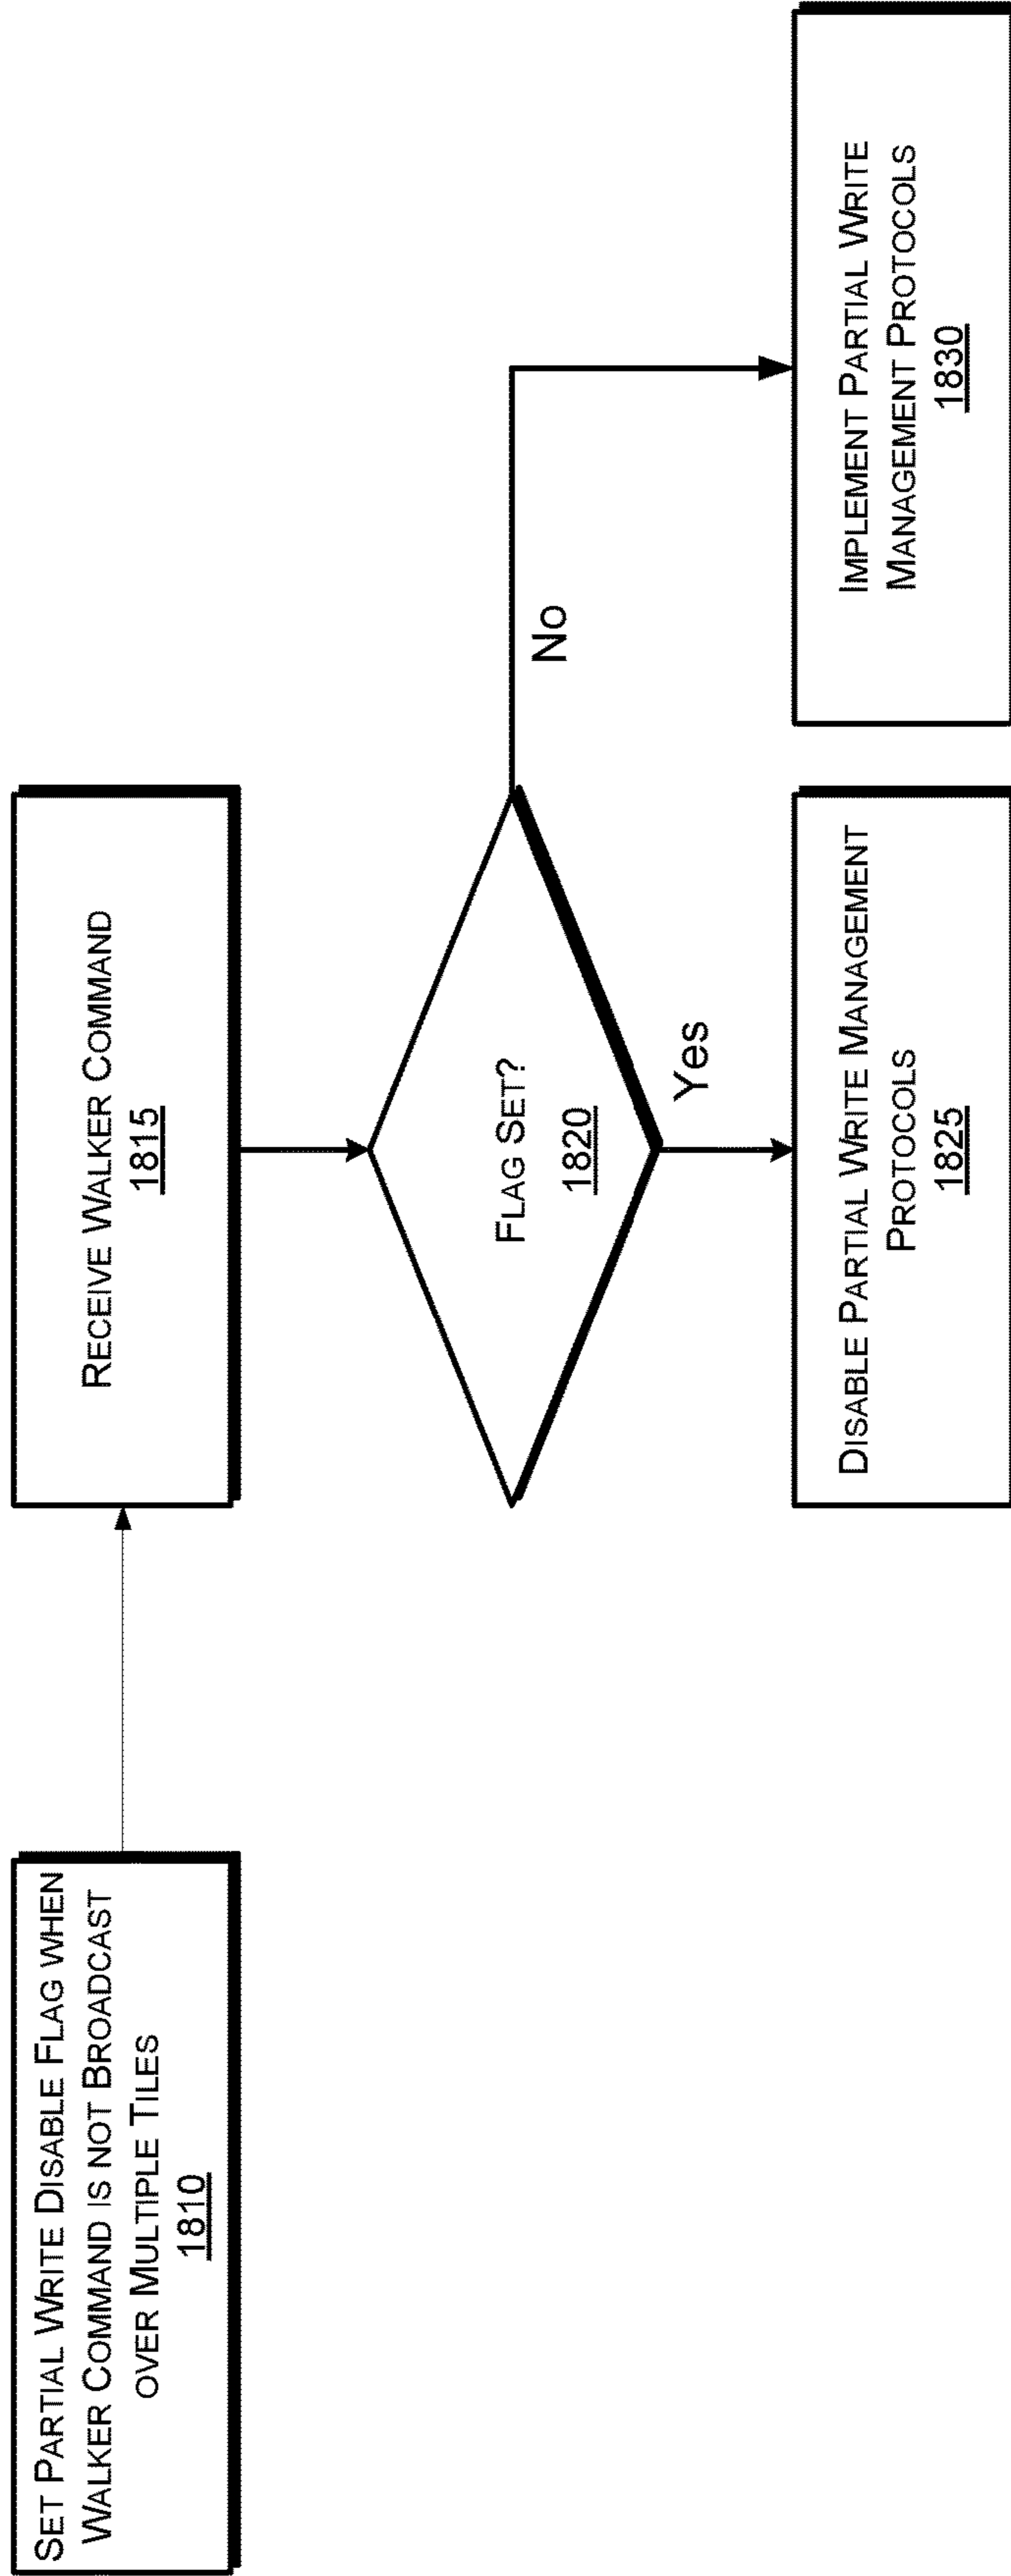 SET PARTIAL WRITE DISABLE FLAG WHEN
WALKER COMMAND IS NOT BROADCAST
OVER MULTIPLE TILES
1810
RECEIVE WALKER COMMAND
1815
FLAG SET?
1820
Yes
No
DISABLE PARTIAL WRITE MANAGEMENT
PROTOCOLS
1825
IMPLEMENT PARTIAL WRITE
MANAGEMENT PROTOCOLS
1830